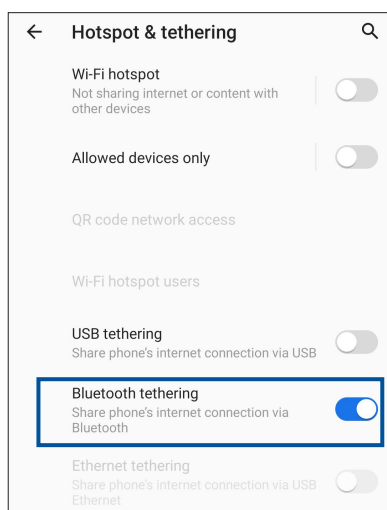 Hotspot & tethering
Wi-Fi hotspot
Not sharing internet or content with
other devices
Allowed devices only
QR code network access
Wi-Fi hotspot users
USB tethering
Share phone's internet connection via USB
Bluetooth tethering
Share phone's internet connection via
Bluetooth
Ethernet tethering
Share phone's internet connection via USB
Ethernet